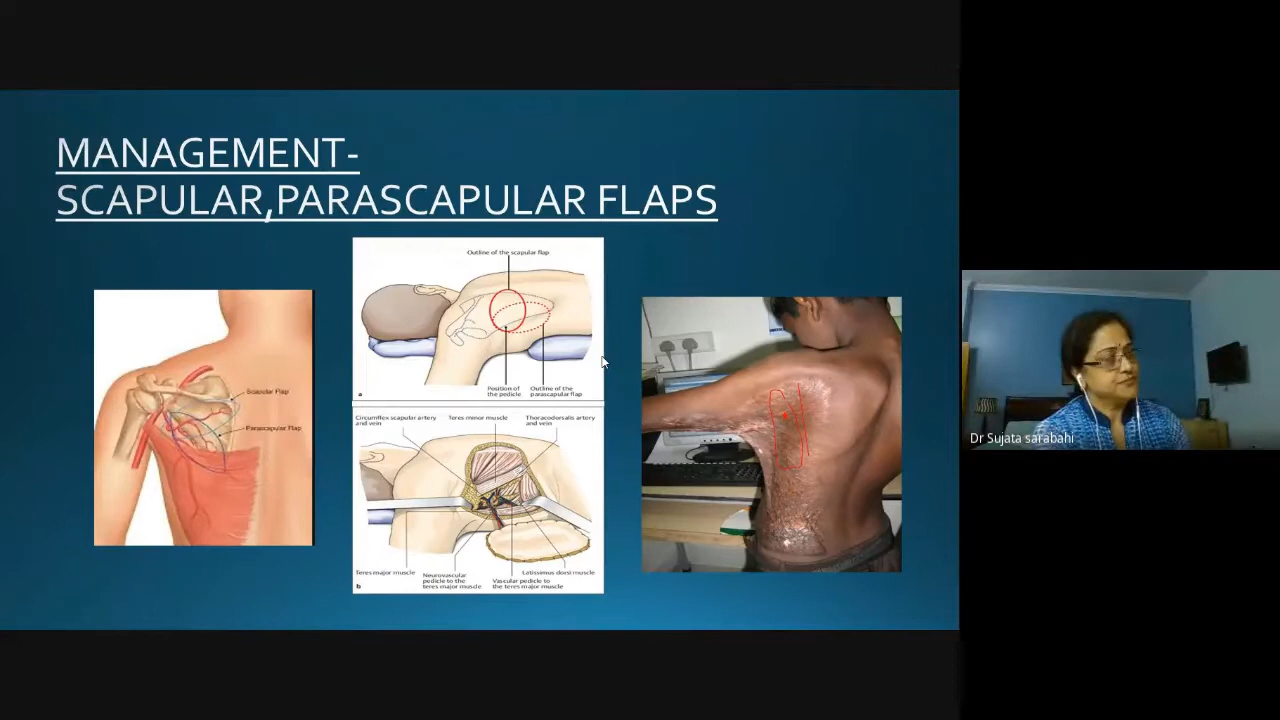 MANAGEMENT-
SCAPULAR,PARASCAPULAR FLAPS
Scapular Flap
Parascapular Flap
Outline of the scapular flap
Position of
the pedicle
Outline of the
parascapular flap
a
Circumflex scapular artery
and vein
Teres minor muscle
Thoracodorsalis artery
and vein
Teres major muscle
Neurovascular
pedicle to the
teres major muscle
Vascular pedicle to
the teres major muscle
Latissimus dorsi muscle
b
Dr Sujata sarabahi